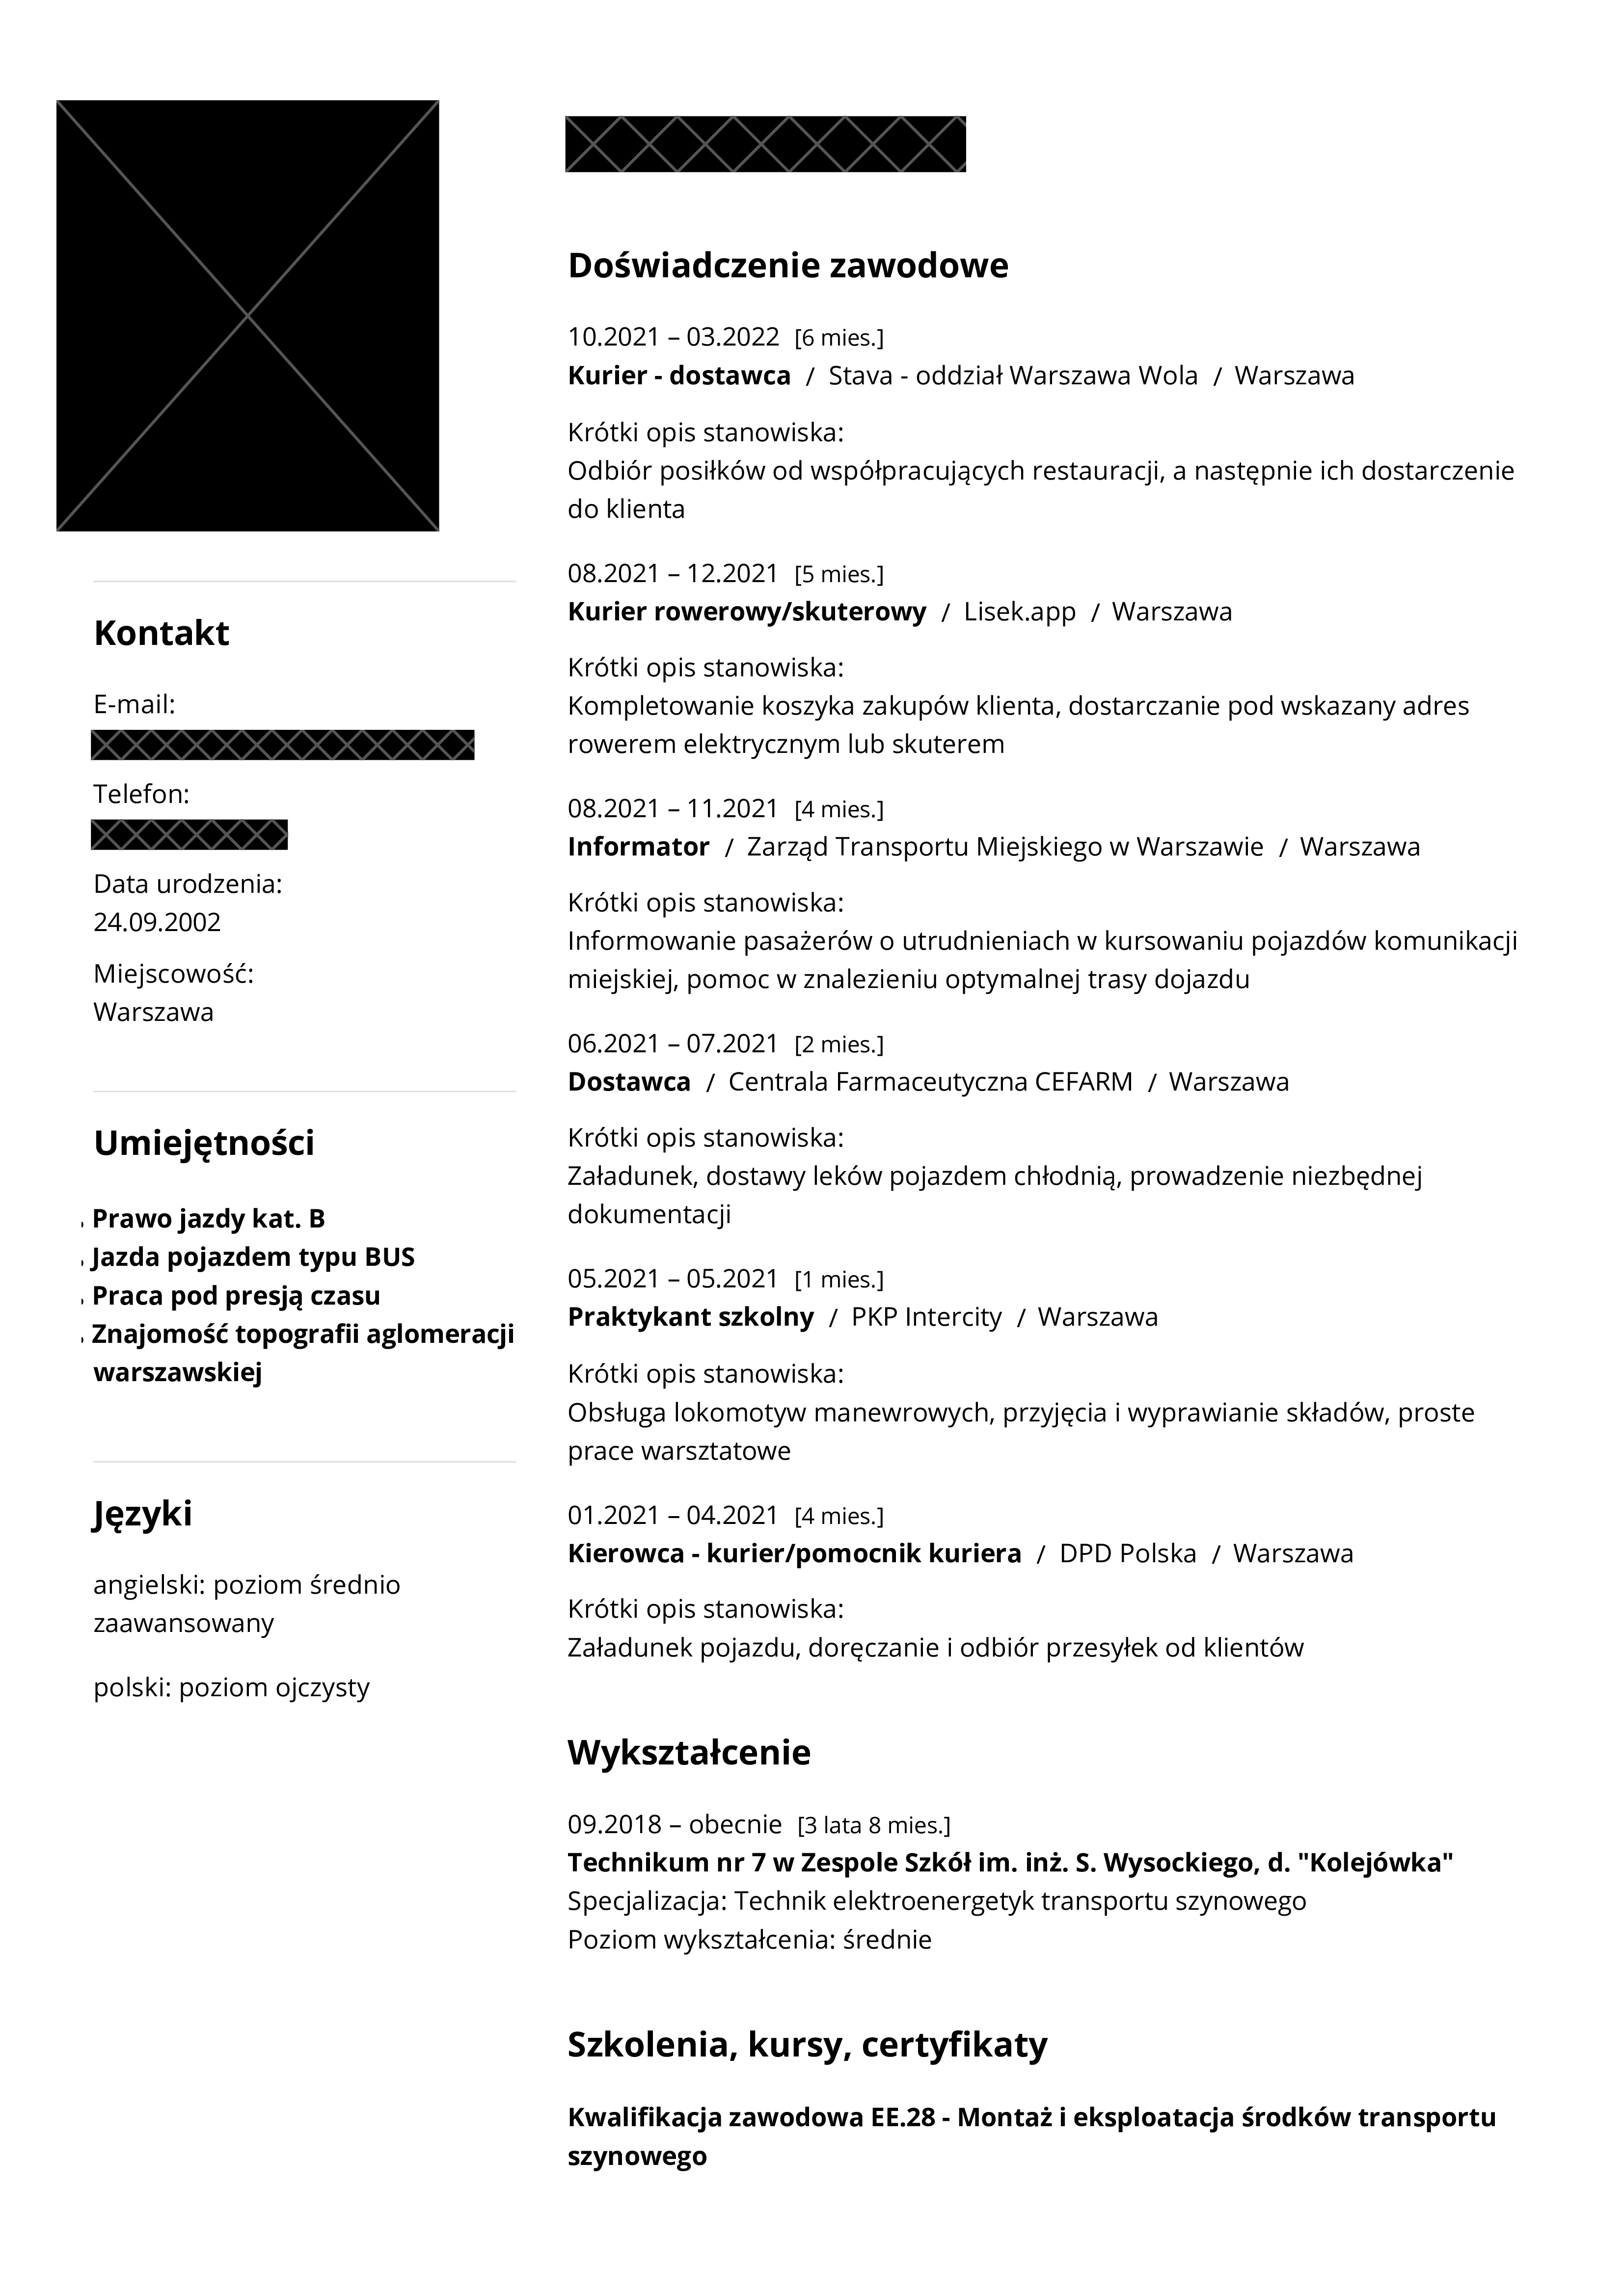 Kontakt
E-mail:
Telefon:
Data urodzenia:
24.09.2002
Miejscowość:
Warszawa
Umiejętności
Prawo jazdy kat. B
Jazda pojazdem typu BUS
Praca pod presją czasu
Znajomość topografii aglomeracji
warszawskiej
Języki
angielski: poziom średnio
zaawansowany
polski: poziom ojczysty
Doświadczenie zawodowe
10.2021 – 03.2022 [6 mies.]
Kurier - dostawca / Stava - oddział Warszawa Wola / Warszawa
Krótki opis stanowiska:
Odbiór posiłków od współpracujących restauracji, a następnie ich dostarczenie
do klienta
08.2021 – 12.2021 [5 mies.]
Kurier rowerowy/skuterowy / Lisek.app / Warszawa
Krótki opis stanowiska:
Kompletowanie koszyka zakupów klienta, dostarczanie pod wskazany adres
rowerem elektrycznym lub skuterem
08.2021 – 11.2021 [4 mies.]
Informator / Zarząd Transportu Miejskiego w Warszawie / Warszawa
Krótki opis stanowiska:
Informowanie pasażerów o utrudnieniach w kursowaniu pojazdów komunikacji
miejskiej, pomoc w znalezieniu optymalnej trasy dojazdu
06.2021 – 07.2021 [2 mies.]
Dostawca / Centrala Farmaceutyczna CEFARM / Warszawa
Krótki opis stanowiska:
Załadunek, dostawy leków pojazdem chłodnią, prowadzenie niezbędnej
dokumentacji
05.2021 – 05.2021 [1 mies.]
Praktykant szkolny / PKP Intercity / Warszawa
Krótki opis stanowiska:
Obsługa lokomotyw manewrowych, przyjęcia i wyprawianie składów, proste
prace warsztatowe
01.2021 – 04.2021 [4 mies.]
Kierowca - kurier/pomocnik kuriera / DPD Polska / Warszawa
Krótki opis stanowiska:
Załadunek pojazdu, doręczanie i odbiór przesyłek od klientów
Wykształcenie
09.2018 – obecnie [3 lata 8 mies.]
Technikum nr 7 w Zespole Szkół im. inż. S. Wysockiego, d. "Kolejówka"
Specjalizacja: Technik elektroenergetyk transportu szynowego
Poziom wykształcenia: średnie
Szkolenia, kursy, certyfikaty
Kwalifikacja zawodowa EE.28 - Montaż i eksploatacja środków transportu
szynowego